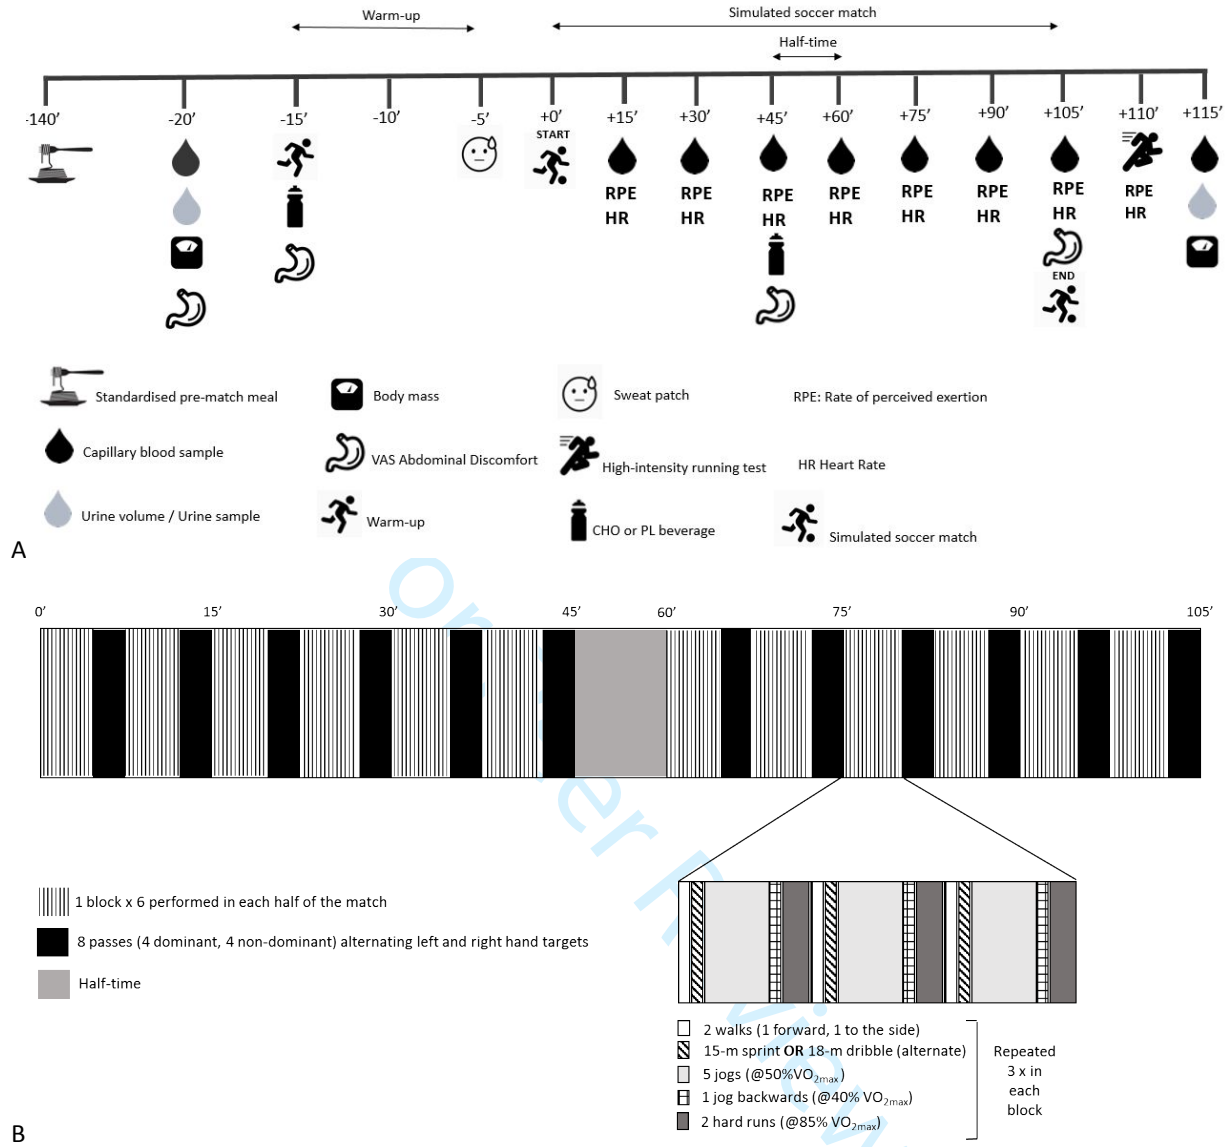 Warm-up
Simulated soccer match
Half-time
-140’ -20’ -15’ -10’ -5’ +0’ +15’ +30’ +45’ +60’ +75’ +90’ +105’ +110’ +115’
START
RPE RPE RPE RPE RPE RPE RPE RPE
HR HR HR HR HR HR HR HR
END
Standardised pre-match meal
Body mass
Sweat patch
RPE: Rate of perceived exertion
Capillary blood sample
VAS Abdominal Discomfort
High-intensity running test
HR Heart Rate
Urine volume / Urine sample
Warm-up
CHO or PL beverage
Simulated soccer match
A
0’ 15’ 30’ 45’ 60’ 75’ 90’ 105’
1 block x 6 performed in each half of the match
8 passes (4 dominant, 4 non-dominant) alternating left and right hand targets
Half-time
2 walks (1 forward, 1 to the side)
15-m sprint OR 18-m dribble (alternate)
5 jogs (@50%VO2max)
1 jog backwards (@40% VO2max)
2 hard runs (@85% VO2max)
Repeated
3 x in
each
block
B